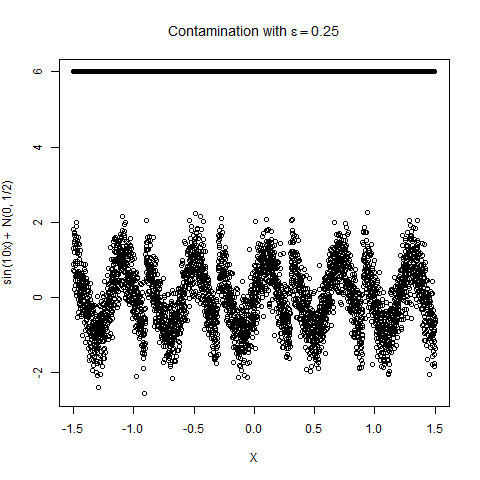 Contamination with ε = 0.25
sin(10x) + N(0, 1/2)
6
4
2
0
-2
-1.5 -1.0 -0.5 0.0 0.5 1.0 1.5
X